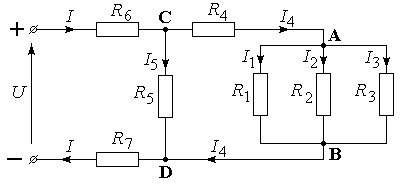 + I R6 C R4 I4 A
I5 I1 I2 I3
U R5 R1 R2 R3
– I R7 D I4 B